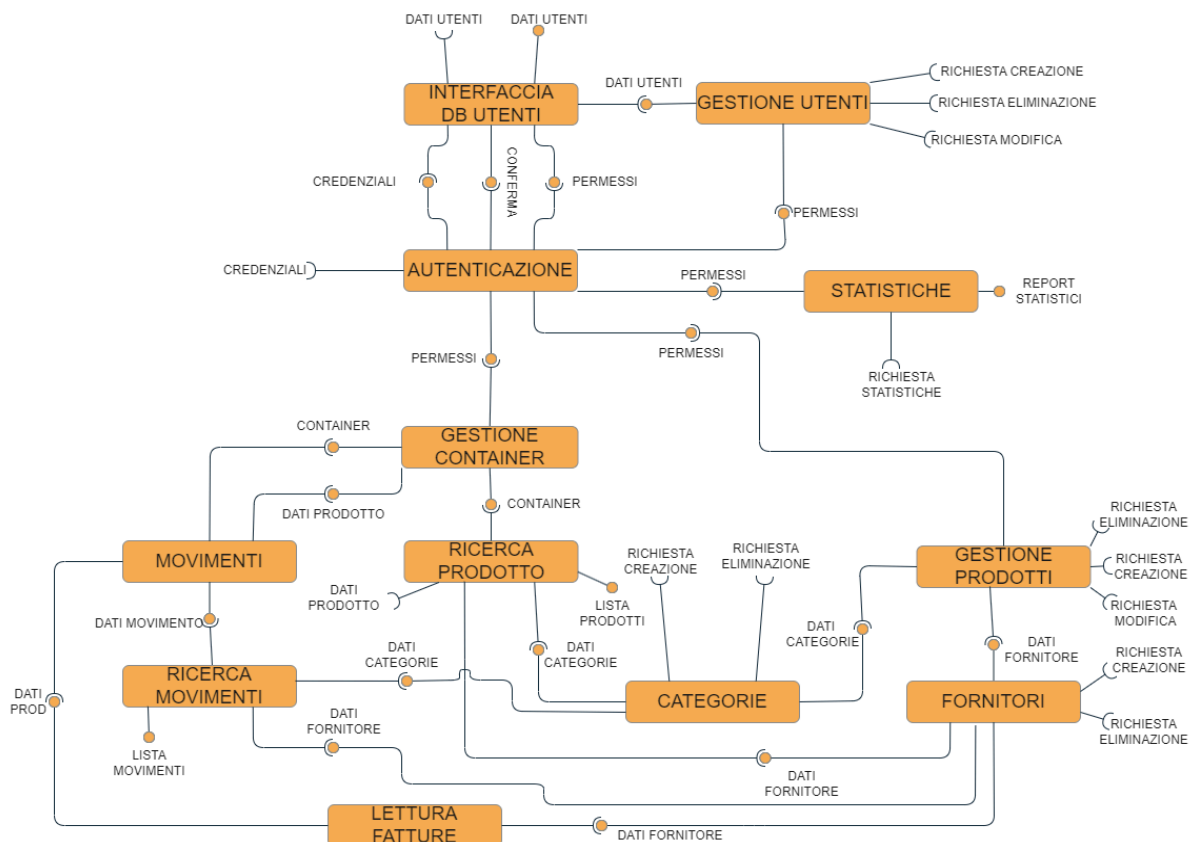 DATI UTENTI
DATI UTENTI
INTERFACCIA
DB UTENTI
DATI UTENTI
GESTIONE UTENTI
RICHIESTA CREAZIONE
RICHIESTA ELIMINAZIONE
RICHIESTA MODIFICA
CREDENZIALI
CONFERMA
PERMESSI
PERMESSI
CREDENZIALI
AUTENTICAZIONE
PERMESSI
STATISTICHE
REPORT
STATISTICI
PERMESSI
PERMESSI
RICHIESTA
STATISTICHE
CONTAINER
GESTIONE
CONTAINER
DATI PRODOTTO
CONTAINER
MOVIMENTI
RICERCA
PRODOTTO
RICHIESTA
CREAZIONE
RICHIESTA
ELIMINAZIONE
GESTIONE
PRODOTTI
RICHIESTA
ELIMINAZIONE
RICHIESTA
CREAZIONE
RICHIESTA
MODIFICA
DATI
PRODOTTO
LISTA
PRODOTTI
DATI MOVIMENTO
DATI
CATEGORIE
DATI
CATEGORIE
DATI
CATEGORIE
DATI
FORNITORE
RICHIESTA
CREAZIONE
RICERCA
MOVIMENTI
CATEGORIE
FORNITORI
RICHIESTA
ELIMINAZIONE
DATI
PROD
LISTA
MOVIMENTI
DATI
FORNITORE
DATI
FORNITORE
LETTURA
FATTURE
DATI FORNITORE